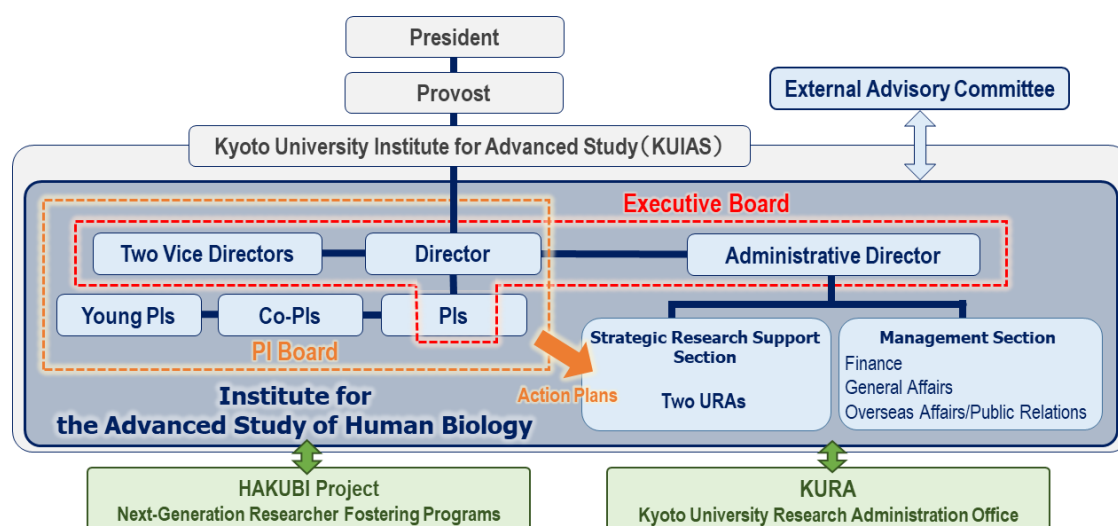 President
Provost
External Advisory Committee
Kyoto University Institute for Advanced Study（KUIAS）
Executive Board
Two Vice Directors
Director
Administrative Director
Young PIs
Co-PIs
PIs
PI Board
Action Plans
Strategic Research Support
Section
Two URAs
Management Section
Finance
General Affairs
Overseas Affairs/Public Relations
Institute for
the Advanced Study of Human Biology
HAKUBI Project
Next-Generation Researcher Fostering Programs
KURA
Kyoto University Research Administration Office